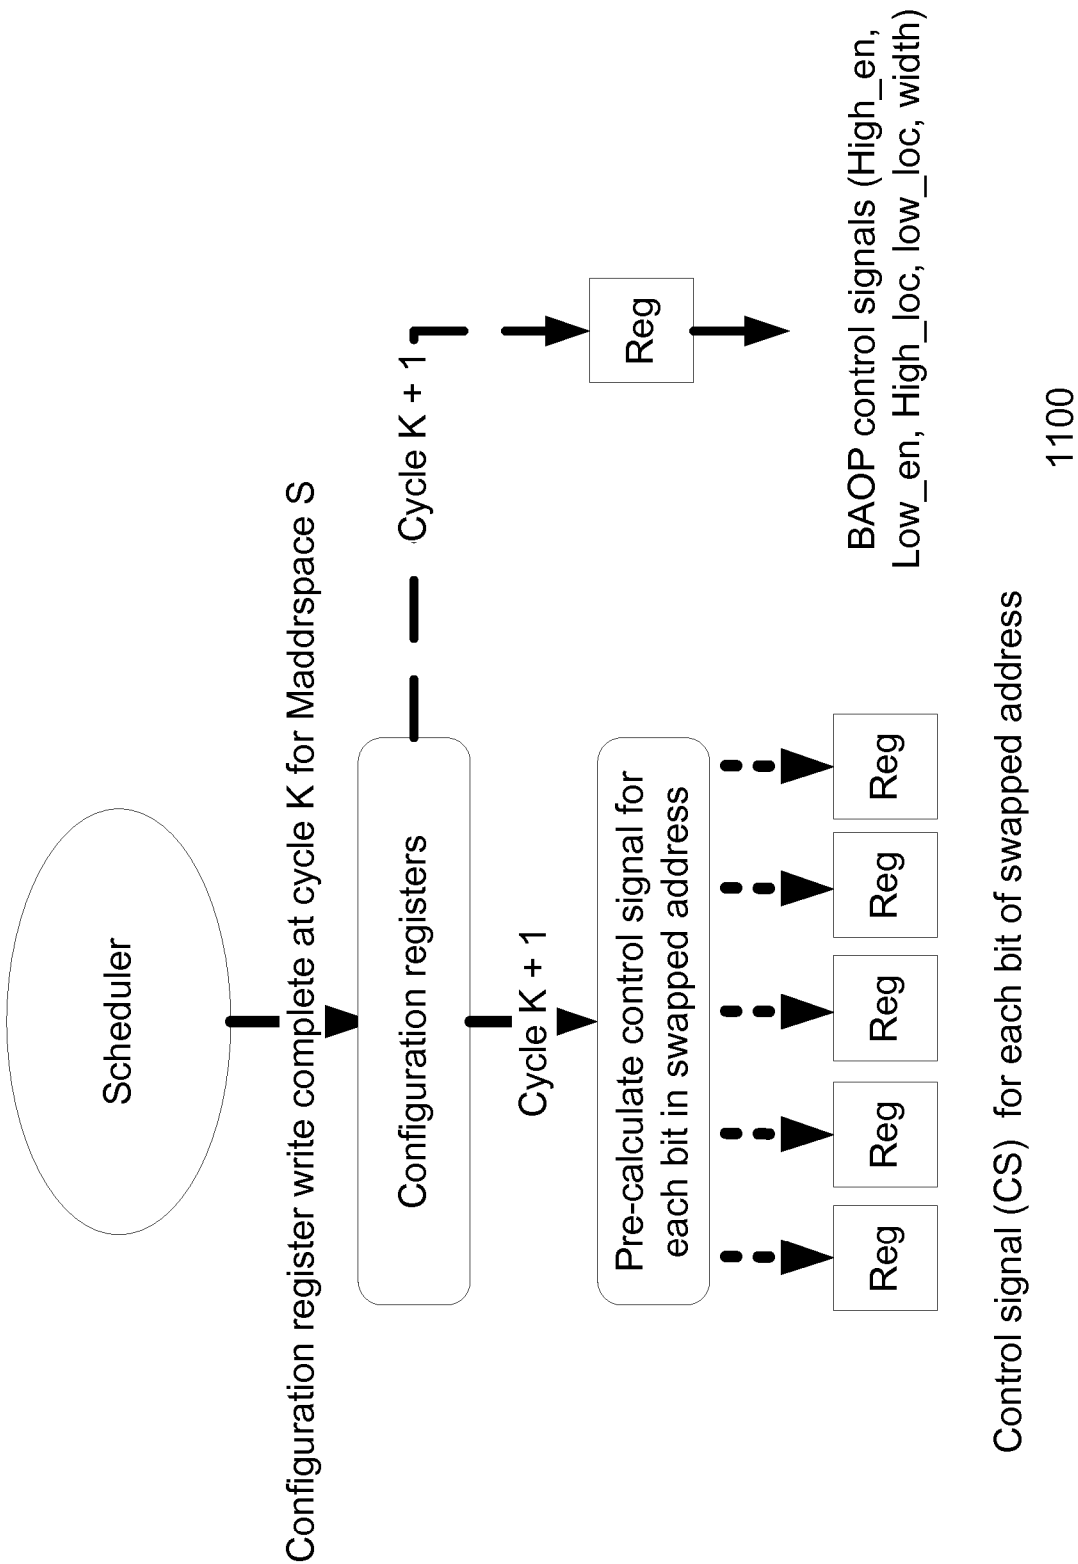 Scheduler
Configuration register write complete at cycle K for Maddrspace S
Configuration registers
Cycle K + 1
Cycle K + 1
Pre-calculate control signal for
each bit in swapped address
Reg
Reg
Reg
Reg
Reg
Reg
Control signal (CS) for each bit of swapped address
BAOP control signals (High_en,
Low_en, High_loc, low_loc, width)
1100